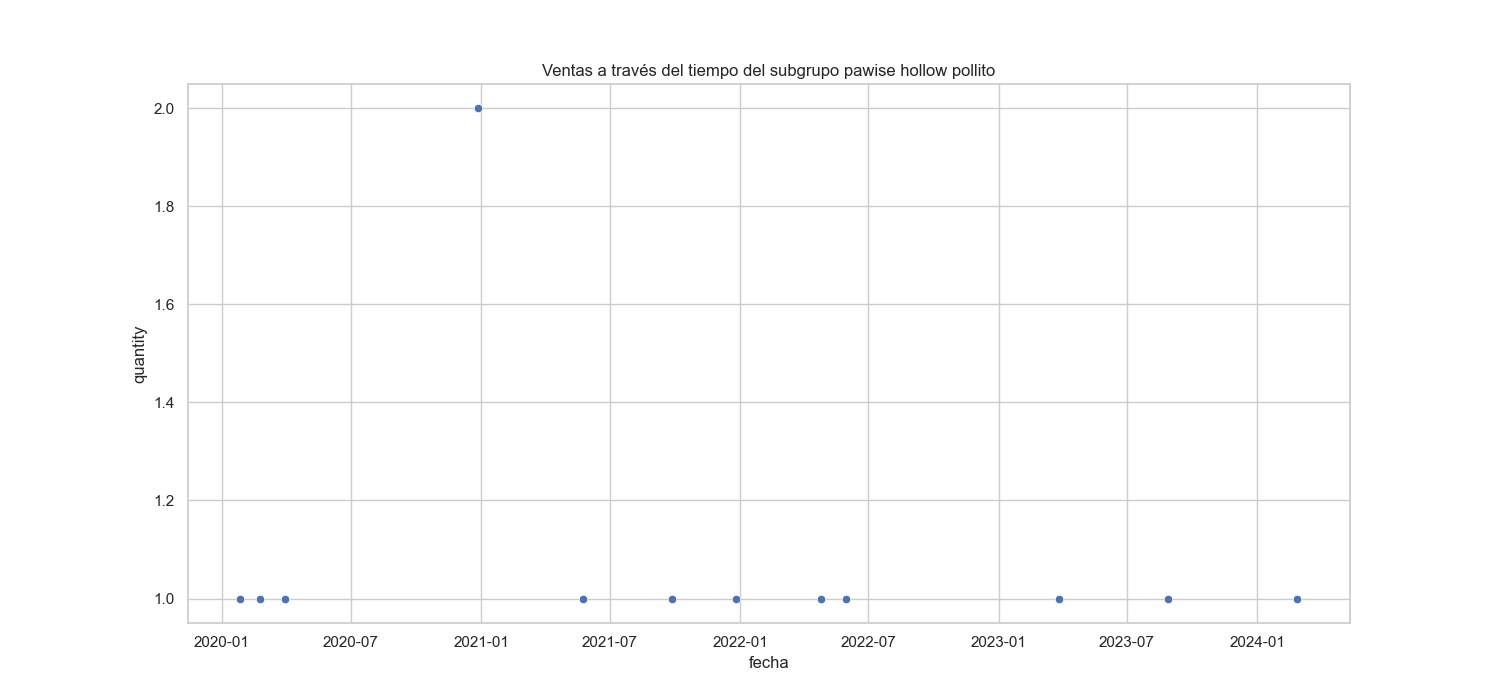 Ventas a través del tiempo del subgrupo pawise hollow pollito
2.0
1.8
1.6
1.4
1.2
1.0
quantity
2020-01 2020-07 2021-01 2021-07 2022-01 2022-07 2023-01 2023-07 2024-01
fecha